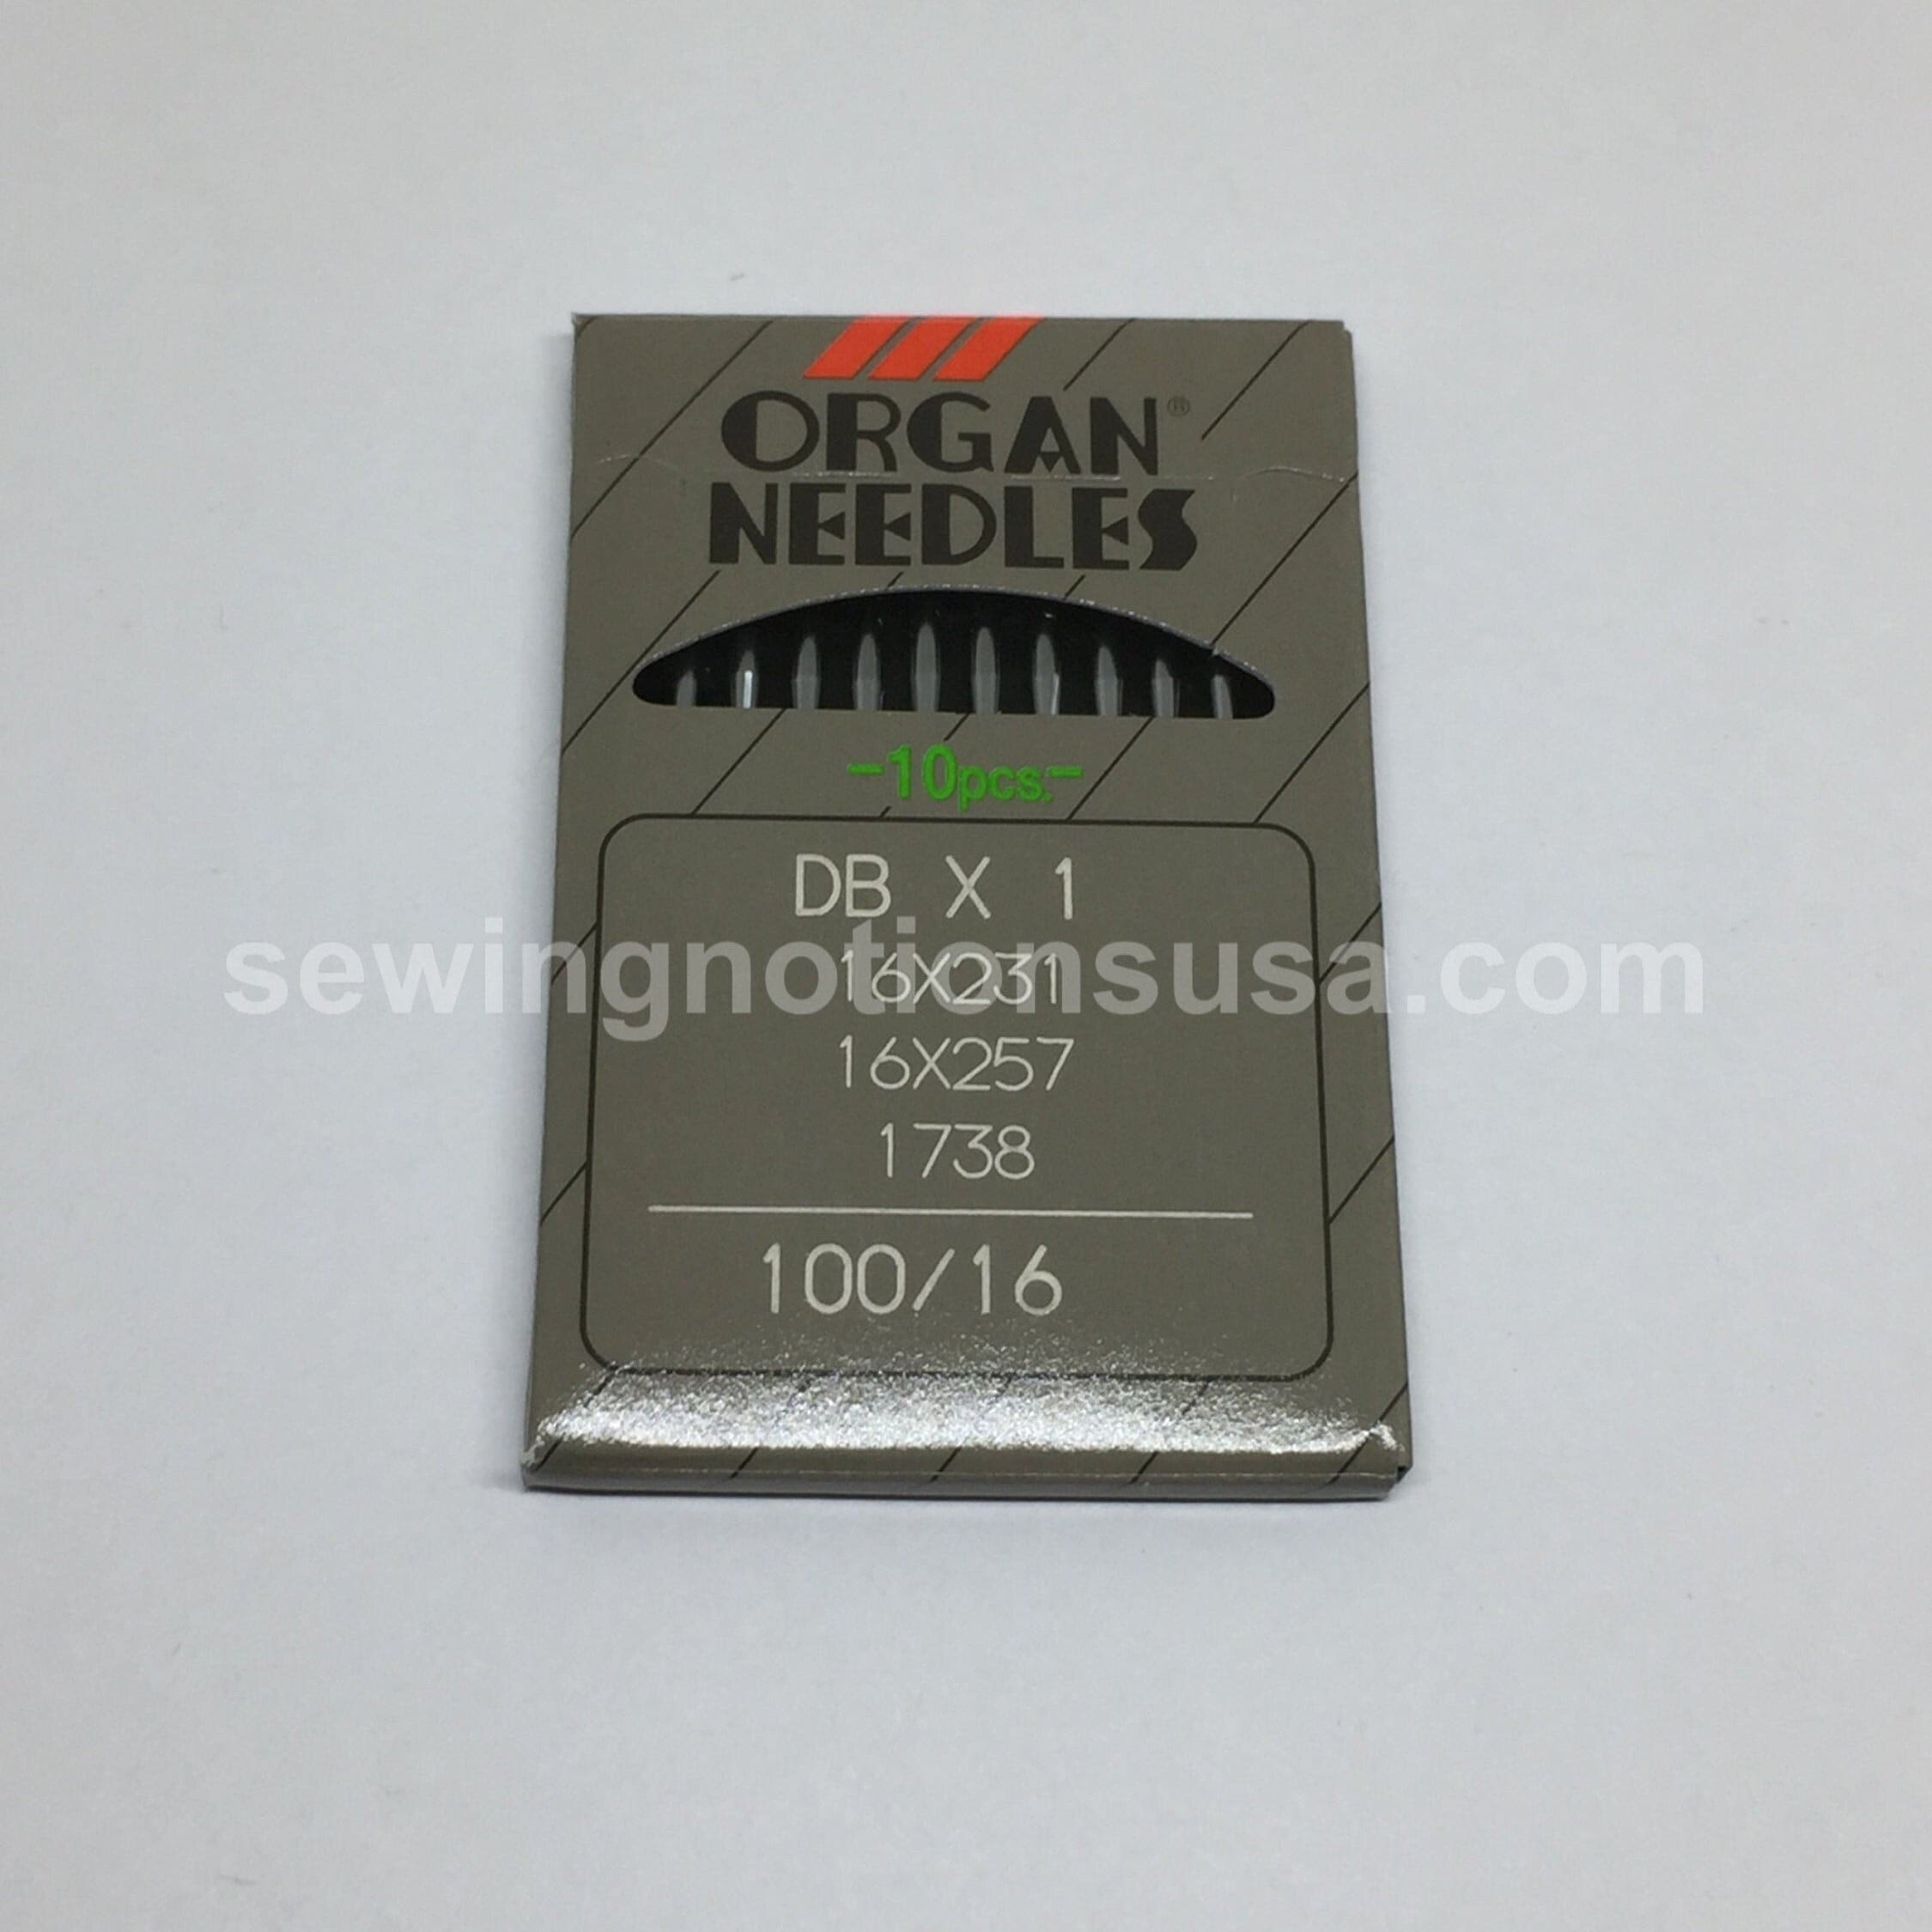 ORGAN®
NEEDLES
-10pcs.-
DB X 1
sewingnotionsusa.com
16X231
16X257
1738
100/16